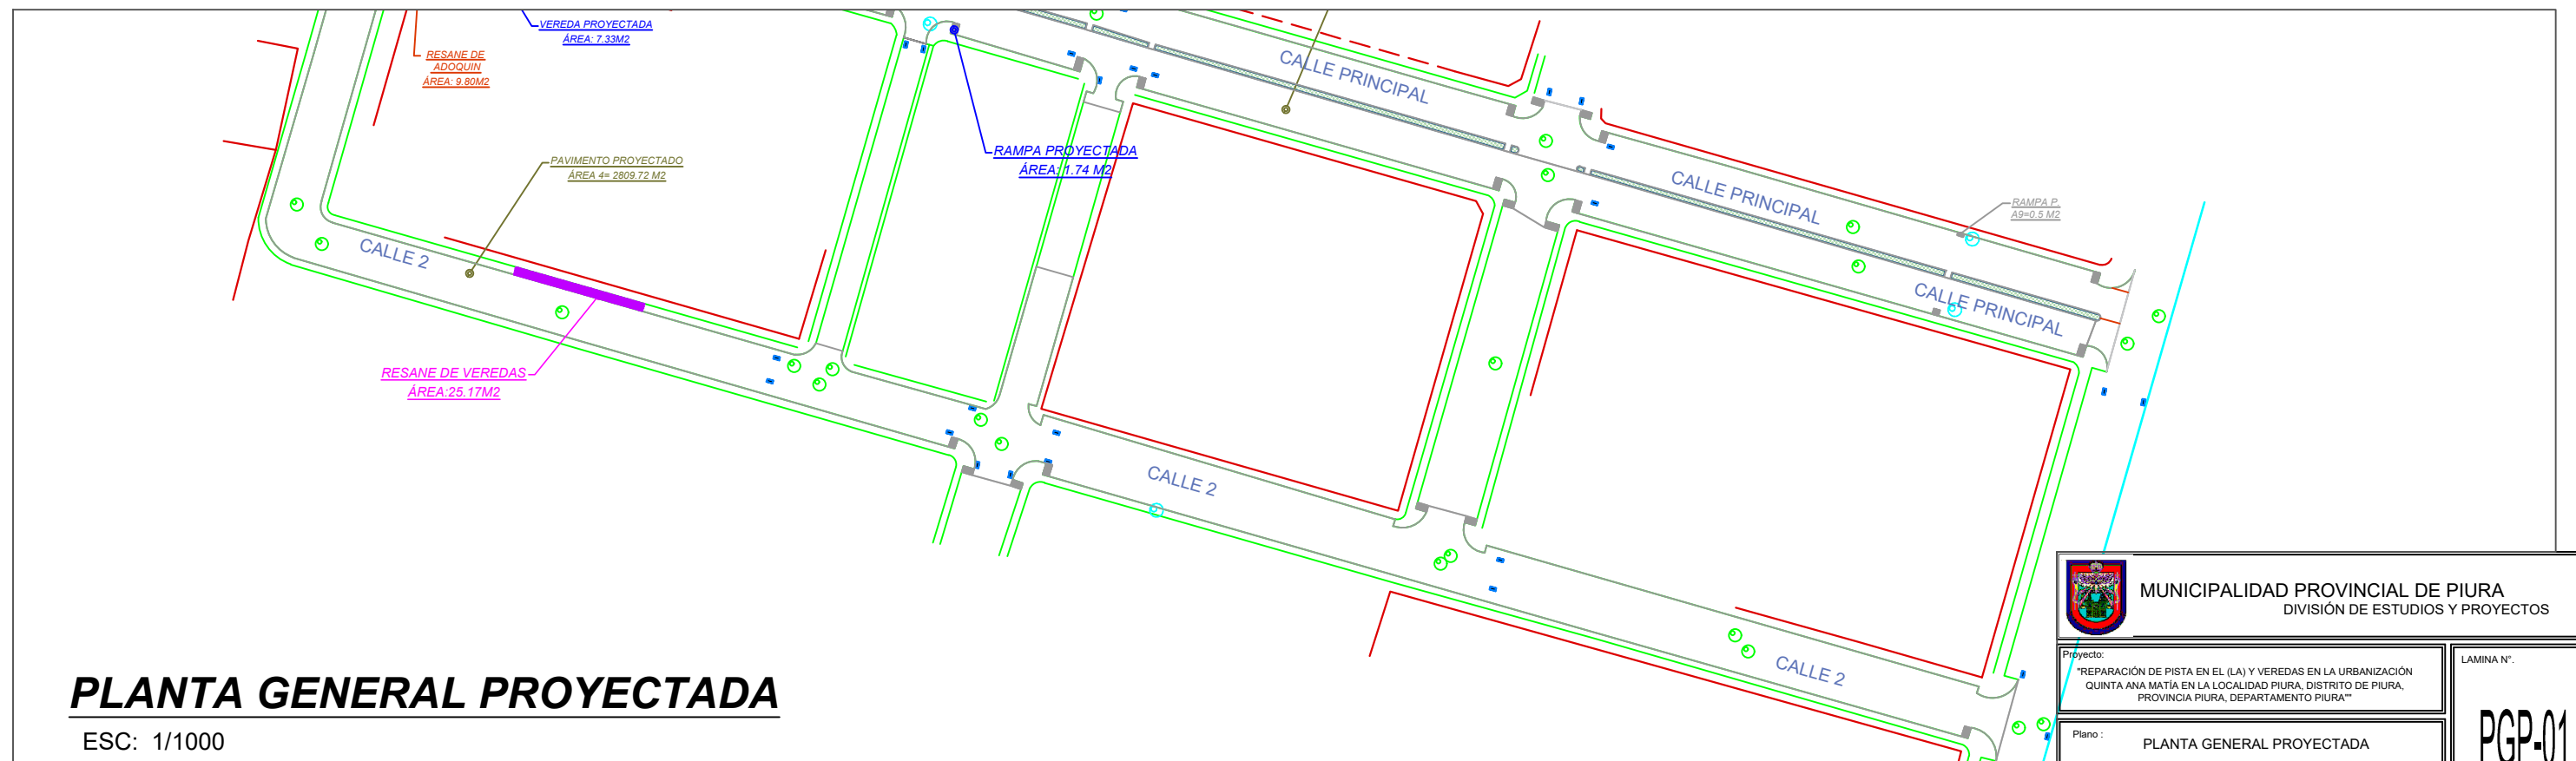 VEREDA PROYECTADA
ÁREA: 7.33M2
RESANE DE
ADOQUIN
ÁREA: 9.80M2
CALLE PRINCIPAL
RAMPA PROYECTADA
ÁREA: 1.74 M2
PAVIMENTO PROYECTADO
ÁREA 4= 2809.72 M2
CALLE PRINCIPAL
RAMPA P.
A9=0.5 M2
CALLE 2
CALLE PRINCIPAL
RESANE DE VEREDAS
ÁREA:25.17M2
CALLE 2
CALLE 2
PLANTA GENERAL PROYECTADA
ESC: 1/1000
MUNICIPALIDAD PROVINCIAL DE PIURA
DIVISIÓN DE ESTUDIOS Y PROYECTOS
Proyecto:
"REPARACIÓN DE PISTA EN EL (LA) Y VEREDAS EN LA URBANIZACIÓN
QUINTA ANA MATÍA EN LA LOCALIDAD PIURA, DISTRITO DE PIURA,
PROVINCIA PIURA, DEPARTAMENTO PIURA""
LAMINA N°.
PGP-01
Plano :
PLANTA GENERAL PROYECTADA